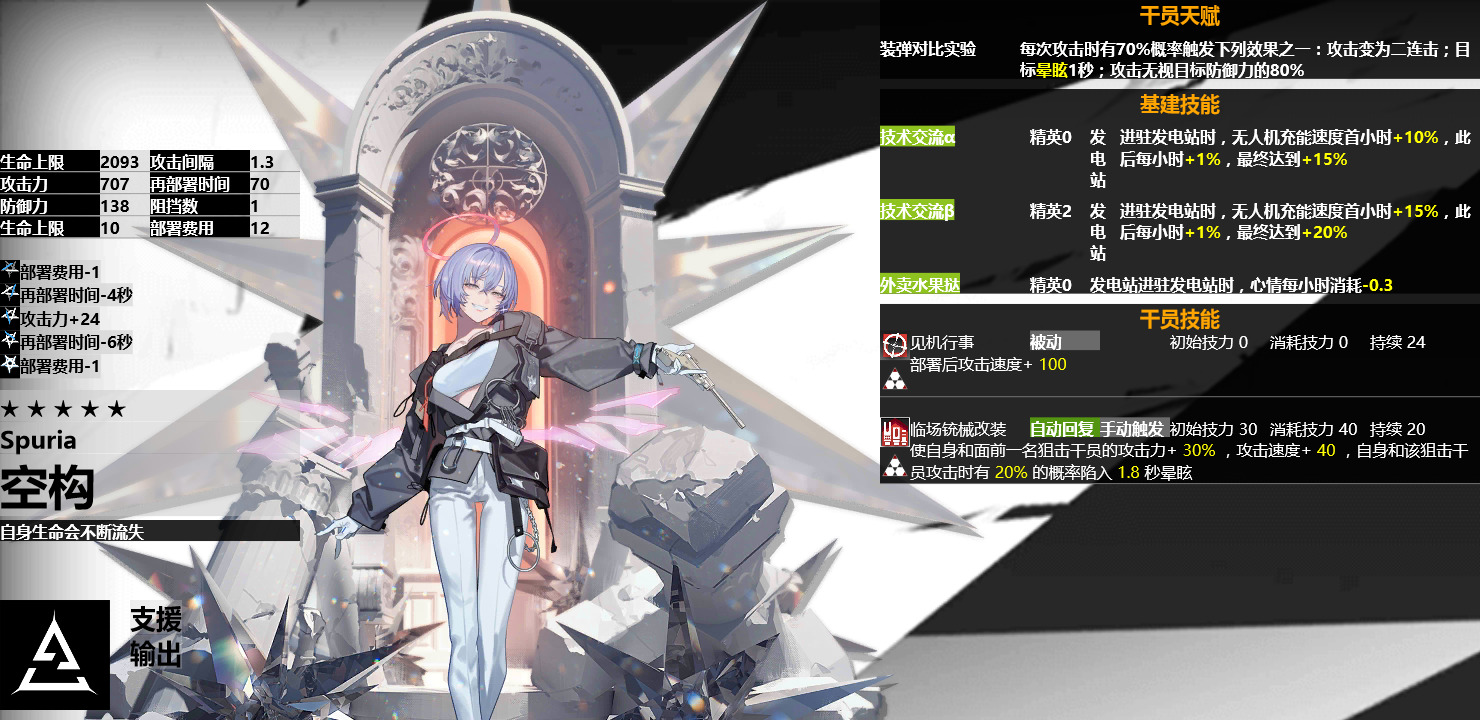 生命上限 2093 攻击间隔 1.3
攻击力 707 再部署时间 70
防御力 138 阻挡数 1
生命上限 10 部署费用 12
部署费用-1
再部署时间-4秒
攻击力+24
再部署时间-6秒
部署费用-1
★ ★ ★ ★ ★
Spuria
空构
自身生命会不断流失
支援
输出
干员天赋
装弹对比实验 每次攻击时有70%概率触发下列效果之一：攻击变为二连击；目
标晕眩1秒；攻击无视目标防御力的80%
基建技能
技术交流α 精英0 发 进驻发电站时，无人机充能速度首小时+10%，此
电 后每小时+1%，最终达到+15%
站
技术交流β 精英2 发 进驻发电站时，无人机充能速度首小时+15%，此
电 后每小时+1%，最终达到+20%
站
外卖水果挞 精英0 发电站进驻发电站时，心情每小时消耗-0.3
干员技能
见机行事 被动 初始技力 0 消耗技力 0 持续 24
部署后攻击速度+ 100
临场铳械改装 自动回复 手动触发 初始技力 30 消耗技力 40 持续 20
使自身和面前一名狙击干员的攻击力+ 30% ，攻击速度+ 40 ，自身和该狙击干
员攻击时有 20% 的概率陷入 1.8 秒晕眩